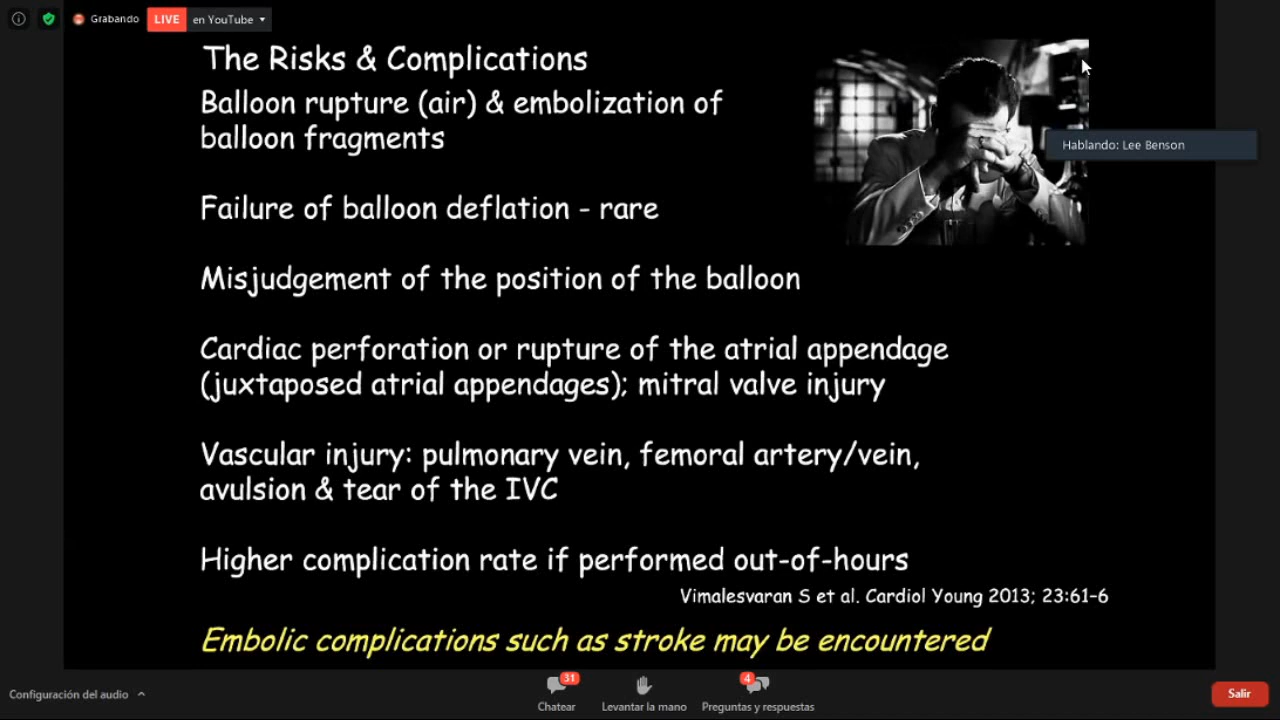 Grabando
LIVE en YouTube
The Risks & Complications
Balloon rupture (air) & embolization of
balloon fragments
Hablando: Lee Benson
Failure of balloon deflation - rare
Misjudgement of the position of the balloon
Cardiac perforation or rupture of the atrial appendage
(juxtaposed atrial appendages); mitral valve injury
Vascular injury: pulmonary vein, femoral artery/vein,
avulsion & tear of the IVC
Higher complication rate if performed out-of-hours
Vimalesvaran S et al. Cardiol Young 2013; 23:61-6
Embolic complications such as stroke may be encountered
Configuración del audio
31
4
Chatear
Levantar la mano
Preguntas y respuestas
Salir